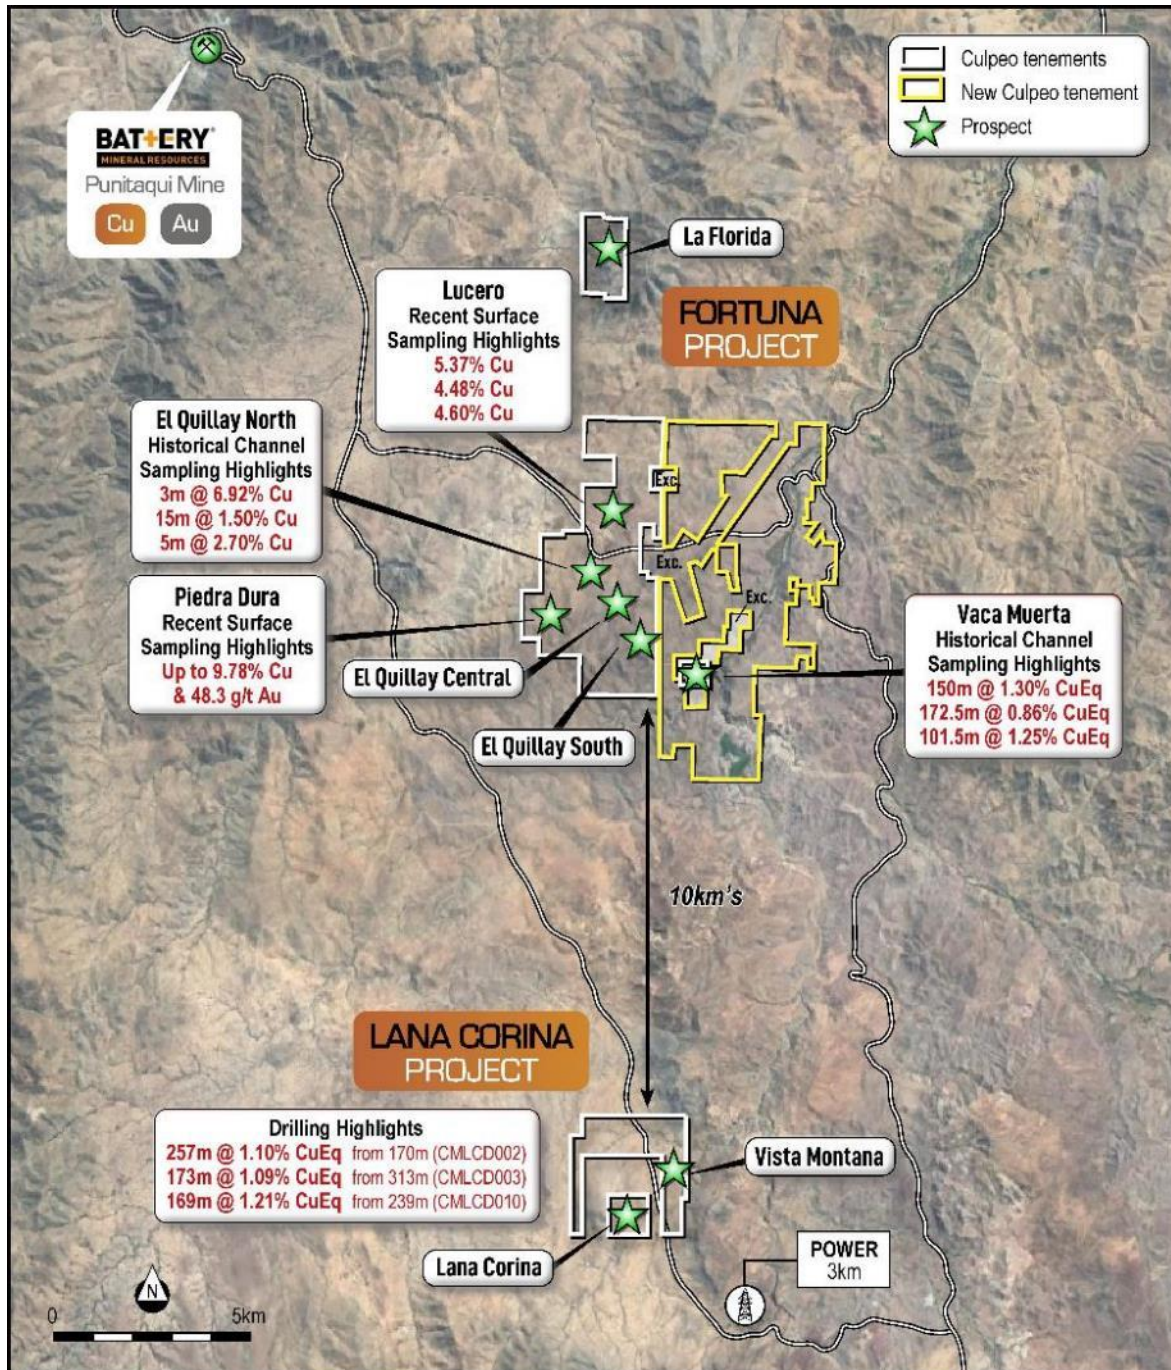 Culpeo tenements
New Culpeo tenement
Prospect
BATTERY
MINERAL RESOURCES
Punitaqui Mine
Cu
Au
La Florida
FORTUNA
PROJECT
Lucero
Recent Surface
Sampling Highlights
5.37% Cu
4.48% Cu
4.60% Cu
El Quillay North
Historical Channel
Sampling Highlights
3m @ 6.92% Cu
15m @ 1.50% Cu
5m @ 2.70% Cu
Exc.
Exc.
Exc.
Piedra Dura
Recent Surface
Sampling Highlights
Up to 9.78% Cu
& 48.3 g/t Au
El Quillay Central
El Quillay South
Vaca Muerta
Historical Channel
Sampling Highlights
150m @ 1.30% CuEq
172.5m @ 0.86% CuEq
101.5m @ 1.25% CuEq
10km's
LANA CORINA
PROJECT
Drilling Highlights
257m @ 1.10% CuEq from 170m (CMLCD002)
173m @ 1.09% CuEq from 313m (CMLCD003)
169m @ 1.21% CuEq from 239m (CMLCD010)
Vista Montana
Lana Corina
POWER
3km
N
0 5km